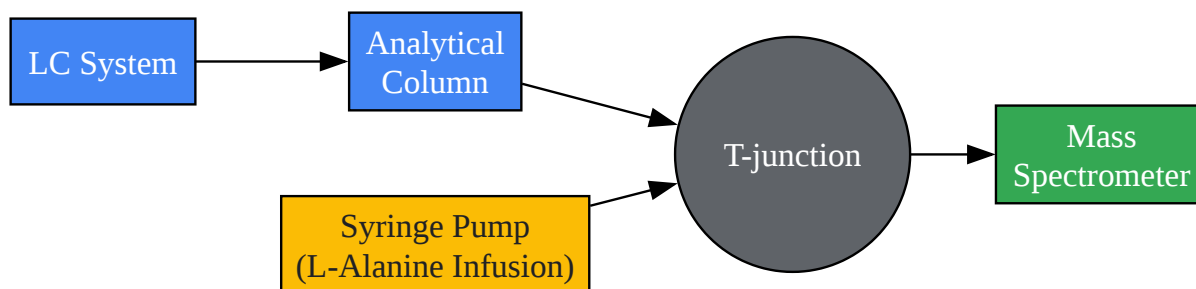 LC System
Analytical
Column
Syringe Pump
(L-Alanine Infusion)
T-junction
Mass
Spectrometer